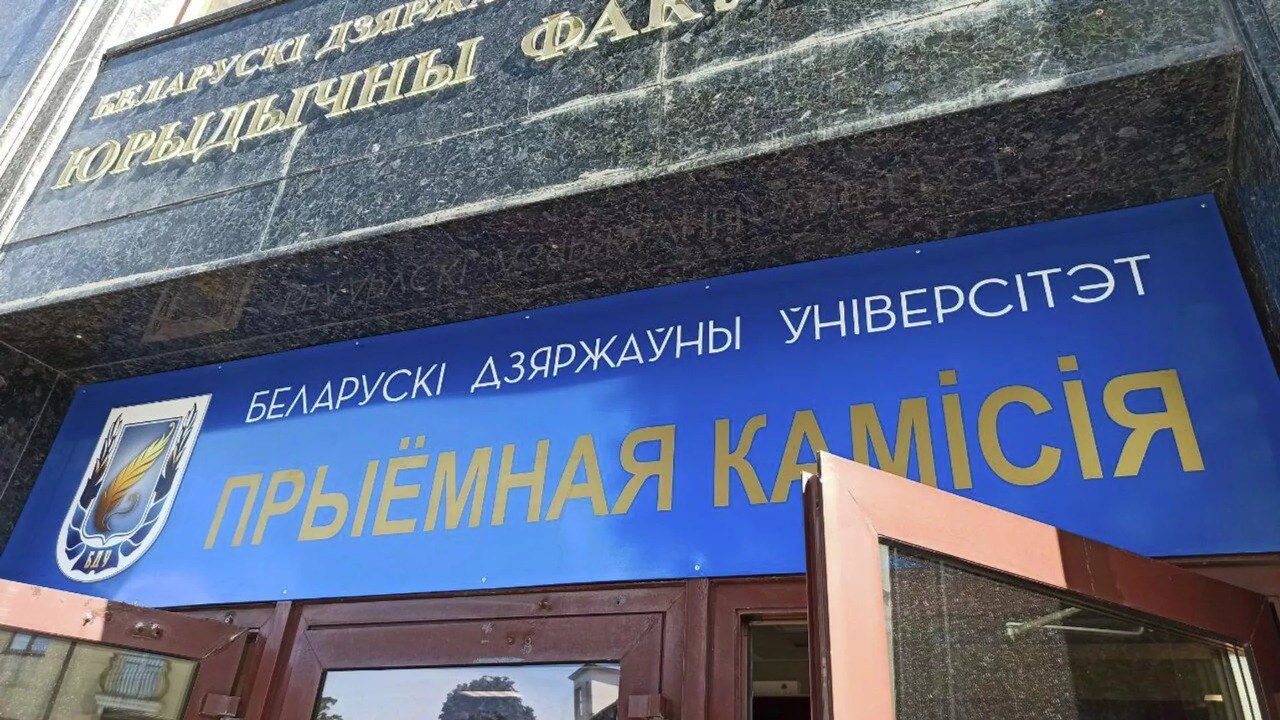 БЕЛАРУСКІ ДЗЯРЖА
ЮРЫДЫЧНЫ ФАКУ
БЕЛАРУСКІ ДЗЯРЖАЎНЫ ЎНІВЕРСІТЭТ
ПРЫЁМНАЯ КАМІСІЯ
БДУ